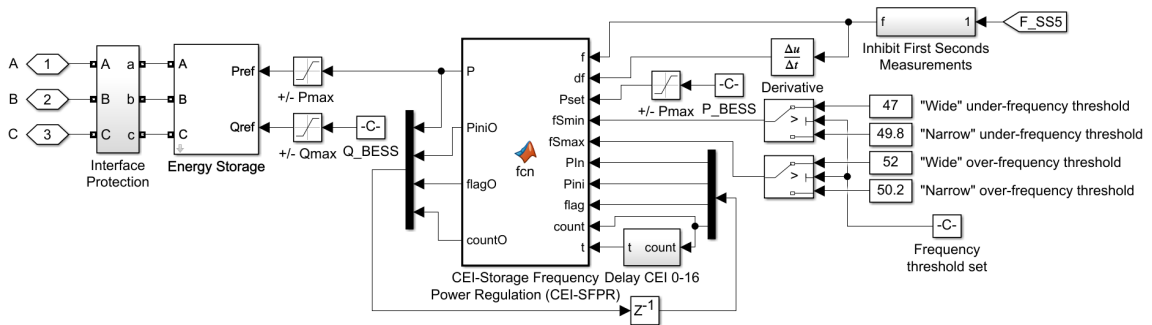 A 1 A a A
B 2 B b B
C 3 C c C
Interface
Protection
Energy Storage
Pref
Qref
+/- Pmax
+/- Qmax
-C-
Q_BESS
P
PiniO
flagO
countO
fcn
f
df
Pset
fSmin
fSmax
PIn
Pini
flag
count
t
CEI-Storage Frequency
Power Regulation (CEI-SFPR)
t count
Delay CEI 0-16
Z-1
+/- Pmax
-C-
P_BESS
Δu
Δt
Derivative
f 1
Inhibit First Seconds
Measurements
F_SS5
>
>
47 "Wide" under-frequency threshold
49.8 "Narrow" under-frequency threshold
52 "Wide" over-frequency threshold
50.2 "Narrow" over-frequency threshold
-C-
Frequency
threshold set